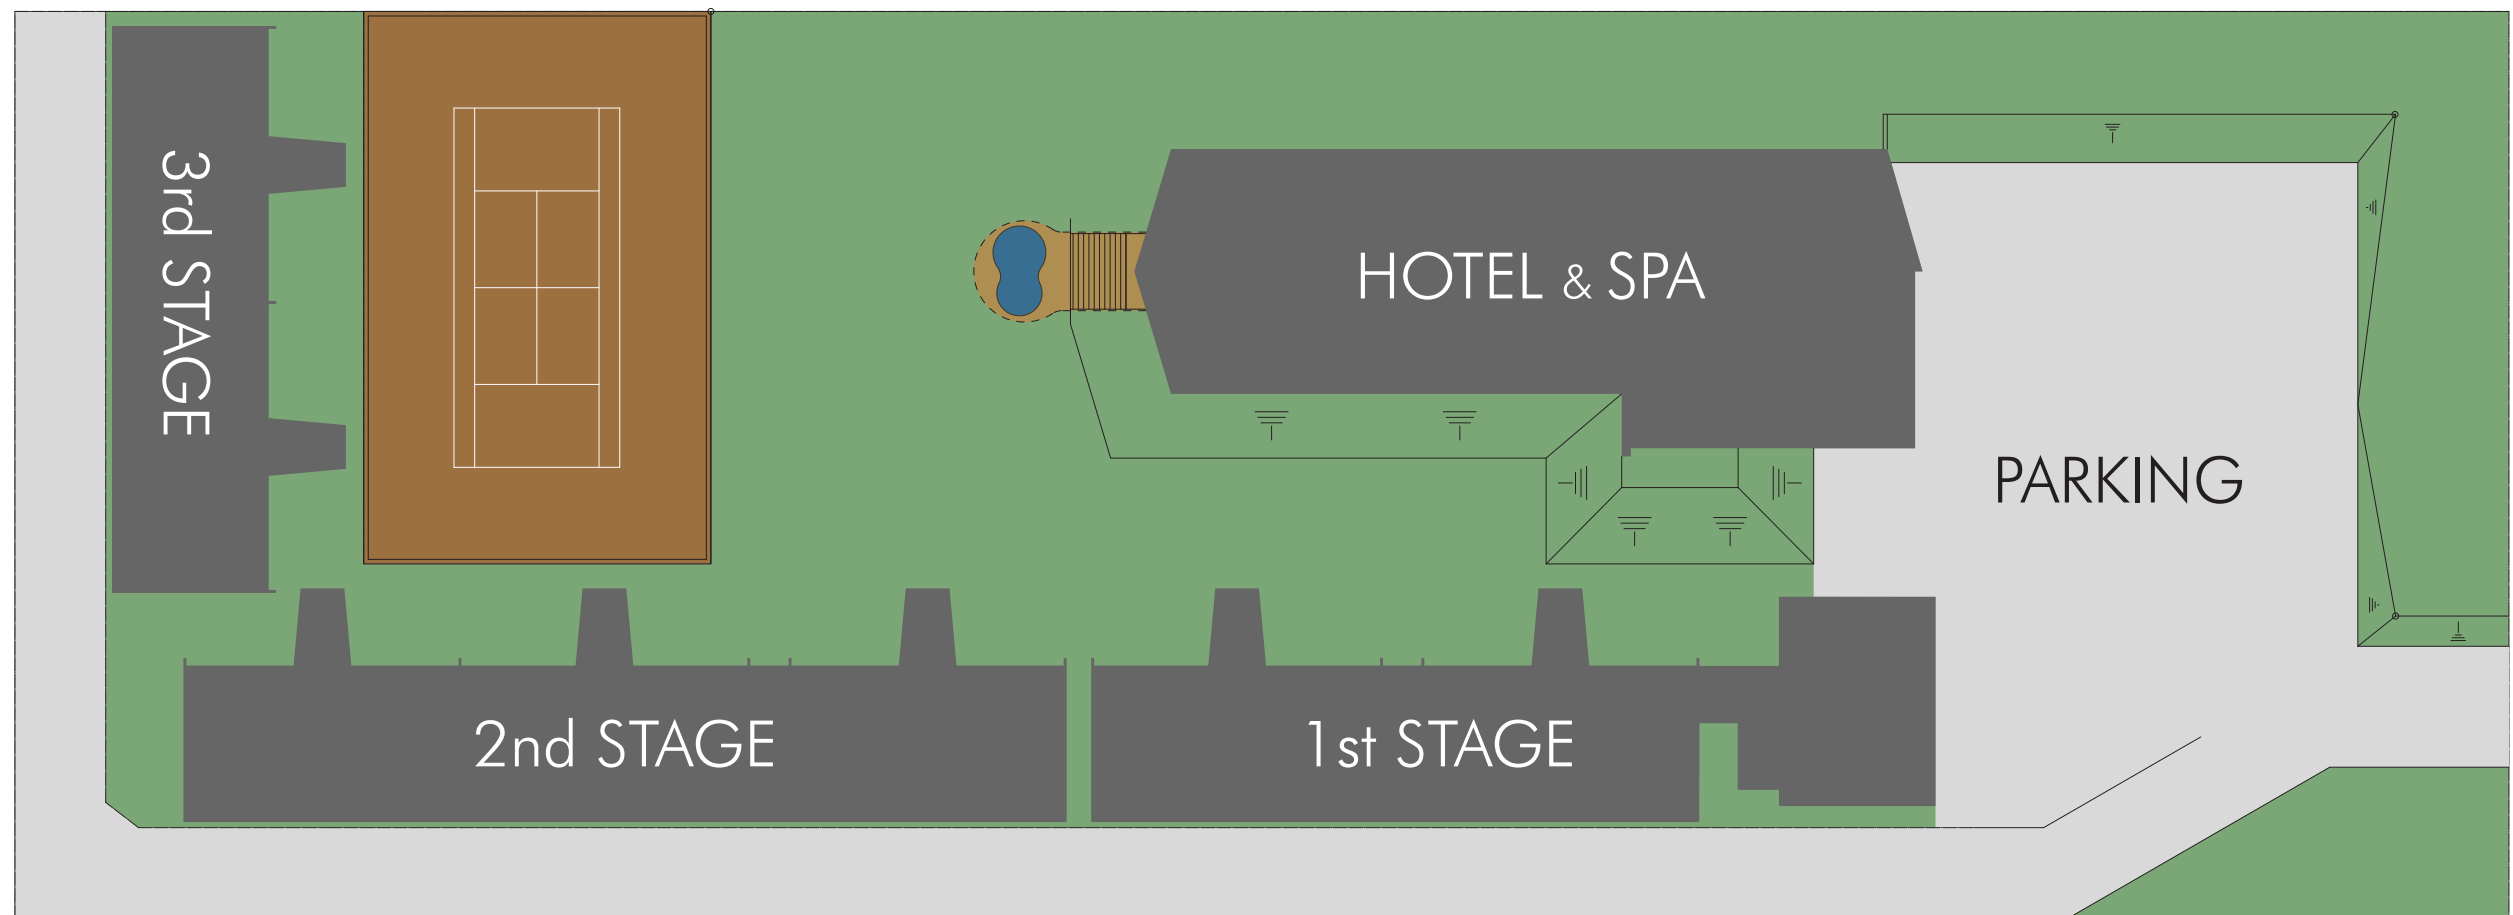 3rd STAGE
HOTEL & SPA
PARKING
2nd STAGE
1st STAGE